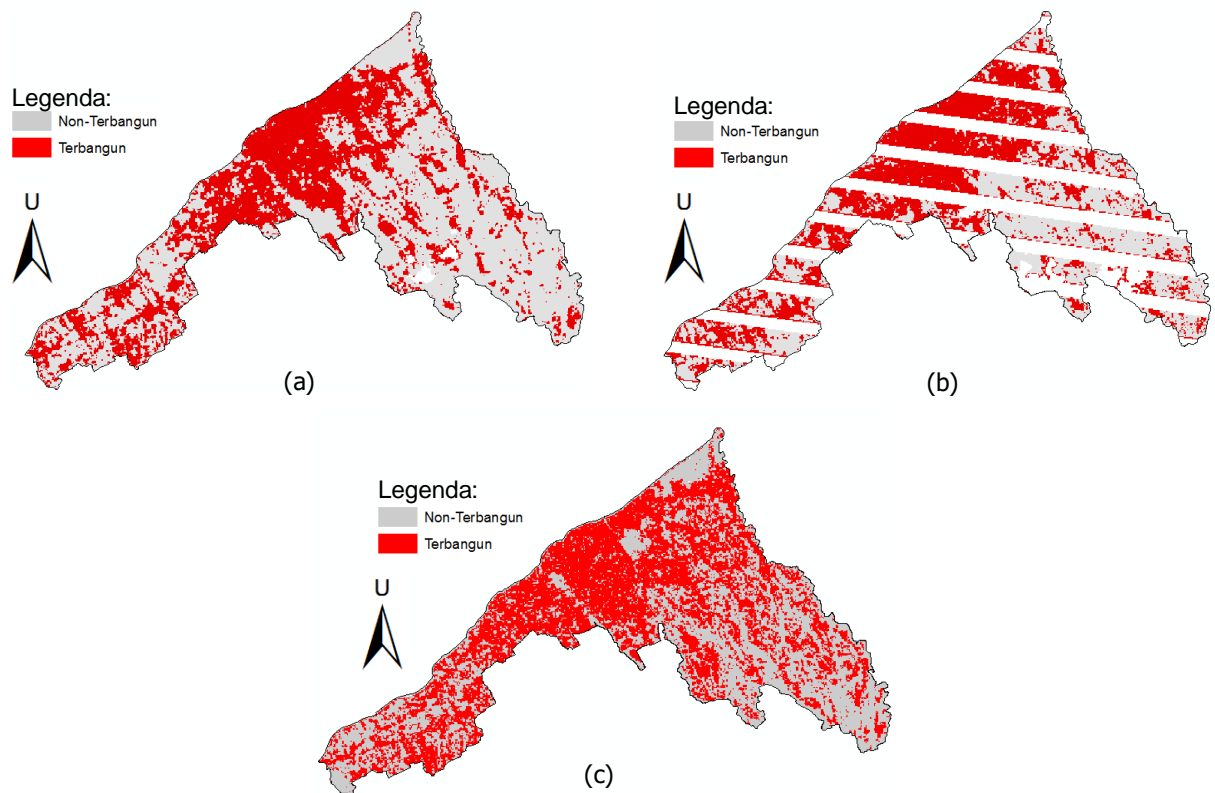 Legenda:
Non-Terbangun
Terbangun
U
(a)
Legenda:
Non-Terbangun
Terbangun
U
(b)
Legenda:
Non-Terbangun
Terbangun
U
(c)